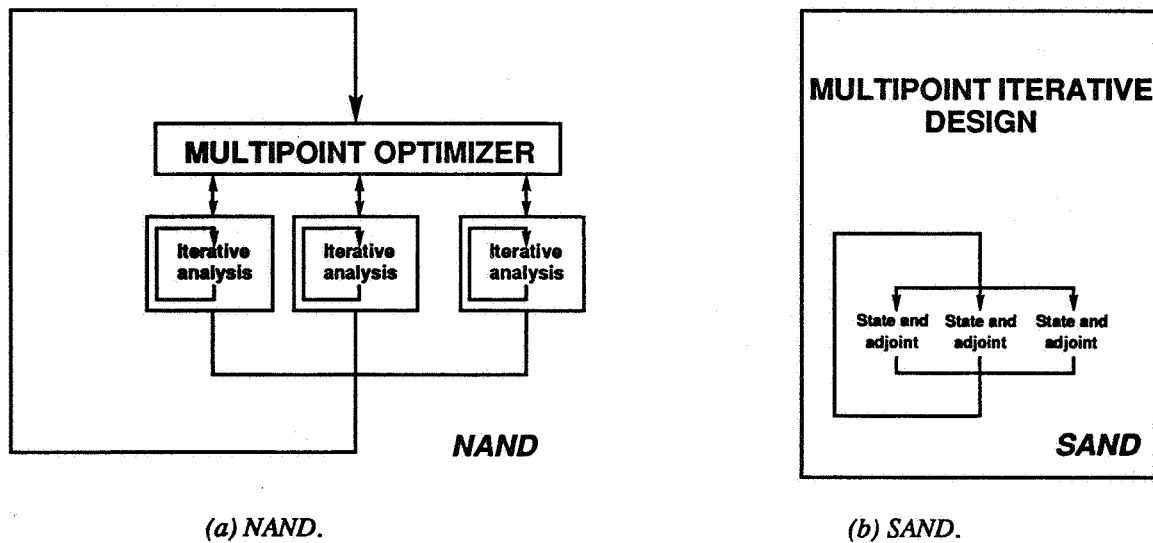 MULTIPOINT OPTIMIZER
Iterative
analysis
Iterative
analysis
Iterative
analysis
NAND
(a) NAND.
MULTIPOINT ITERATIVE
DESIGN
State and
adjoint
State and
adjoint
State and
adjoint
SAND
(b) SAND.